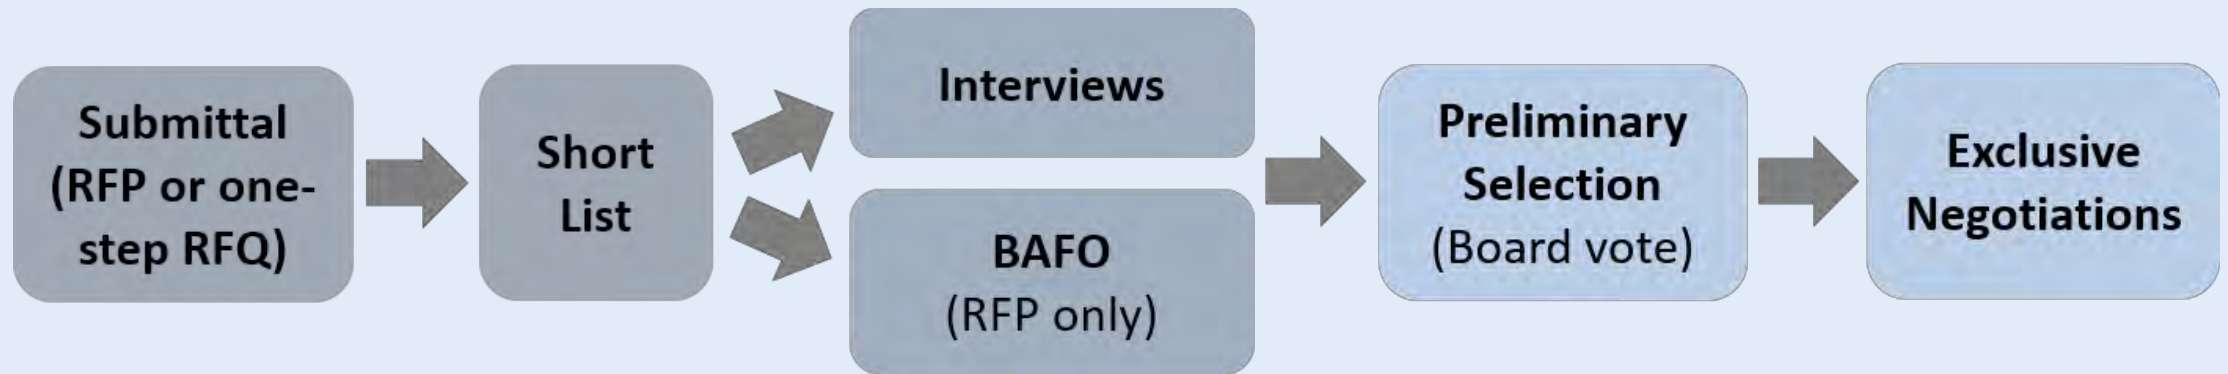 Submittal
(RFP or one-
step RFQ)
Short
List
Interviews
BAFO
(RFP only)
Preliminary
Selection
(Board vote)
Exclusive
Negotiations